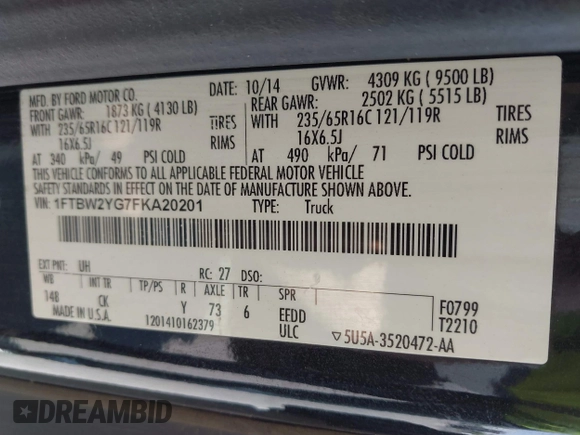 MFD. BY FORD MOTOR CO. DATE: 10/14 GVWR: 4309 KG ( 9500 LB)
FRONT GAWR: 1873 KG ( 4130 LB) REAR GAWR: 2502 KG ( 5515 LB)
WITH 235/65R16C 121/119R TIRES WITH 235/65R16C 121/119R TIRES
16X6.5J RIMS 16X6.5J RIMS
AT 340 kPa/ 49 PSI COLD AT 490 kPa/ 71 PSI COLD
THIS VEHICLE CONFORMS TO ALL APPLICABLE FEDERAL MOTOR VEHICLE
SAFETY STANDARDS IN EFFECT ON THE DATE OF MANUFACTURE SHOWN ABOVE.
VIN: 1FTBW2YG7FKA20201 TYPE: Truck
EXT PNT: UH RC: 27 DSO: 9
WB INT TR TP/PS R AXLE TR SPR
148 CK Y 73 6 EFDD F0799
MADE IN U.S.A. 1201410162379 ULC T2210
▽5U5A-3520472-AA
DREAMBID